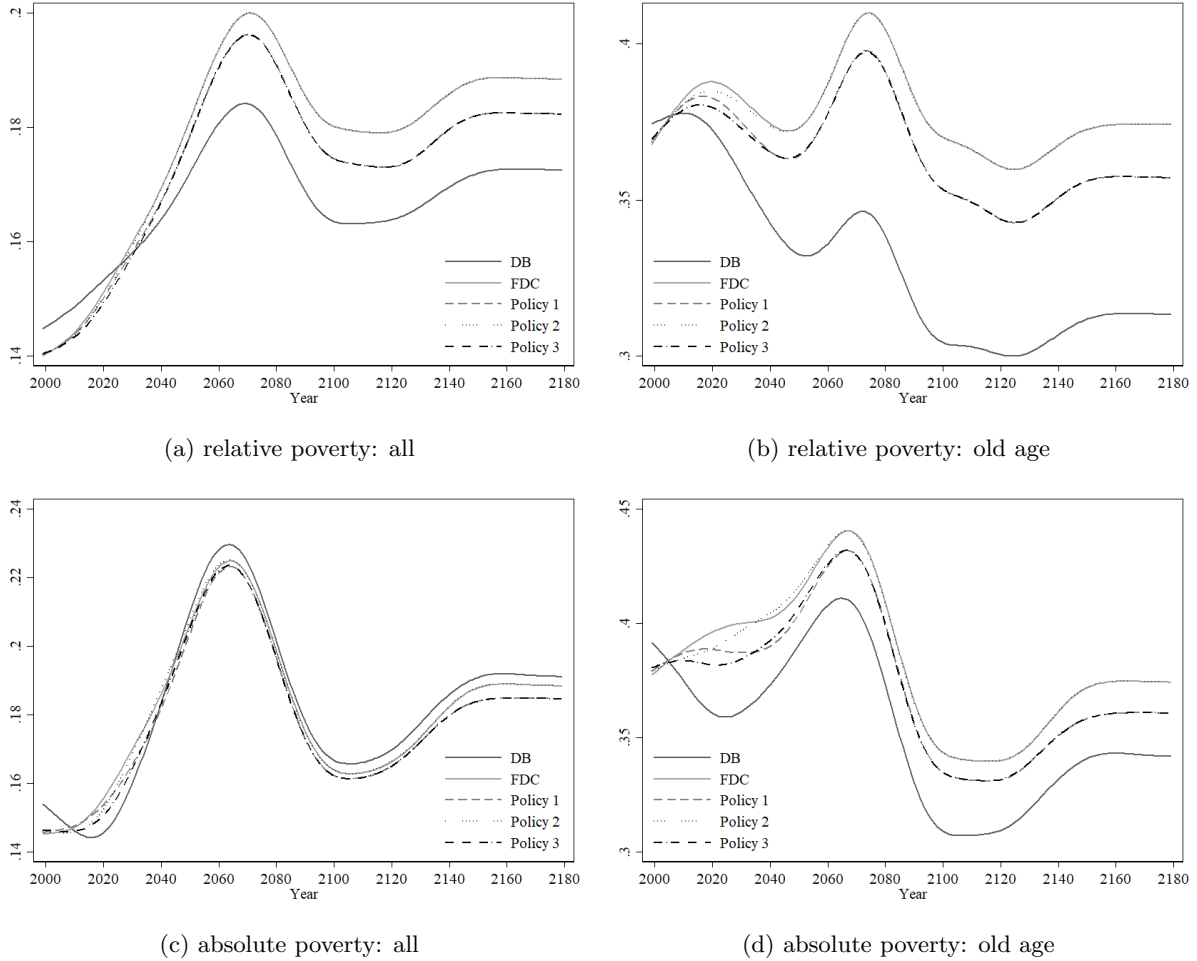 .2
.18
.16
.14
DB
FDC
Policy 1
Policy 2
Policy 3
2000 2020 2040 2060 2080 2100 2120 2140 2160 2180
Year
(a) relative poverty: all
.4
.35
.3
DB
FDC
Policy 1
Policy 2
Policy 3
2000 2020 2040 2060 2080 2100 2120 2140 2160 2180
Year
(b) relative poverty: old age
.24
.22
.2
.18
.16
.14
DB
FDC
Policy 1
Policy 2
Policy 3
2000 2020 2040 2060 2080 2100 2120 2140 2160 2180
Year
(c) absolute poverty: all
.45
.4
.35
.3
DB
FDC
Policy 1
Policy 2
Policy 3
2000 2020 2040 2060 2080 2100 2120 2140 2160 2180
Year
(d) absolute poverty: old age